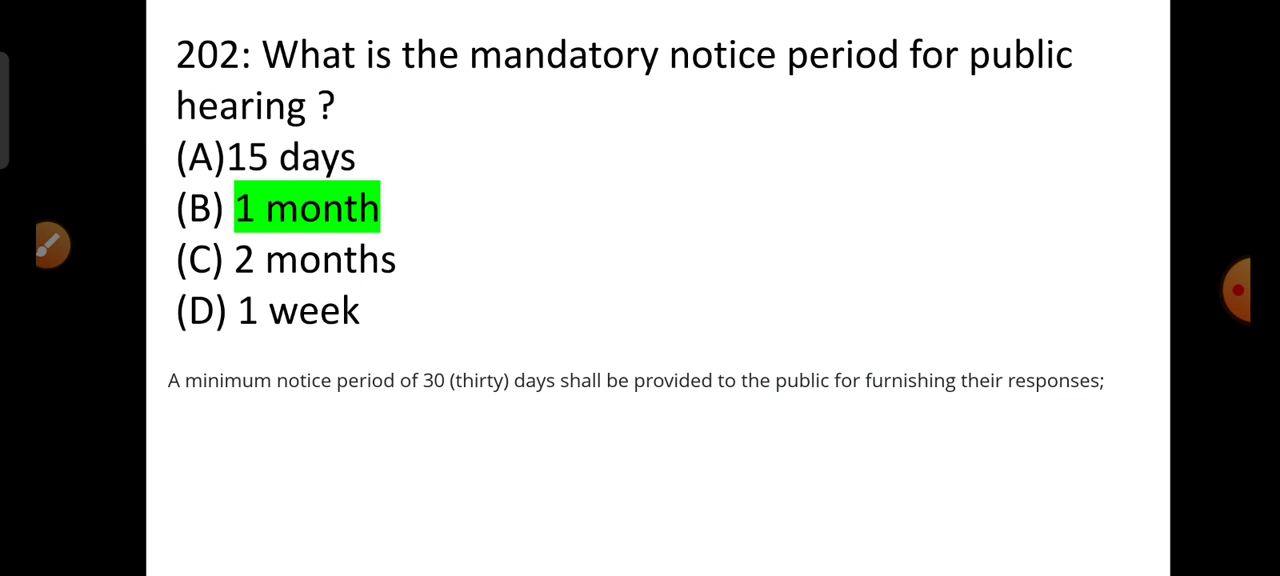 202: What is the mandatory notice period for public
hearing ?
(A)15 days
(B) 1 month
(C) 2 months
(D) 1 week
A minimum notice period of 30 (thirty) days shall be provided to the public for furnishing their responses;